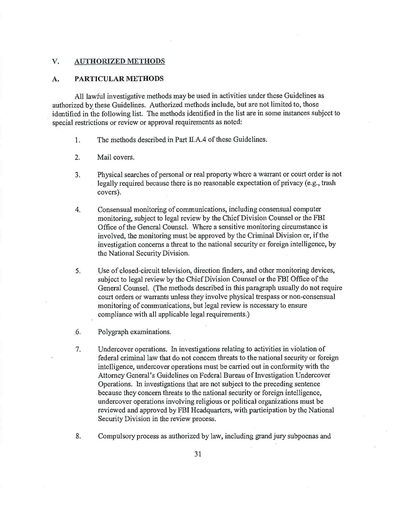 V. AUTHORIZED METHODS
A. PARTICULAR METHODS
All lawful investigative methods may be used in activities under these Guidelines as
authorized by these Guidelines. Authorized methods include, but are not limited to, those
identified in the following list. The methods identified in the list are in some instances subject to
special restrictions or review or approval requirements as noted:
1. The methods described in Part II.A.4 of these Guidelines.
2. Mail covers.
3. Physical searches of personal or real property where a warrant or court order is not
legally required because there is no reasonable expectation of privacy (e.g., trash
covers).
4. Consensual monitoring of communications, including consensual computer
monitoring, subject to legal review by the Chief Division Counsel or the FBI
Office of the General Counsel. Where a sensitive monitoring circumstance is
involved, the monitoring must be approved by the Criminal Division or, if the
investigation concerns a threat to the national security or foreign intelligence, by
the National Security Division.
5. Use of closed-circuit television, direction finders, and other monitoring devices,
subject to legal review by the Chief Division Counsel or the FBI Office of the
General Counsel. (The methods described in this paragraph usually do not require
court orders or warrants unless they involve physical trespass or non-consensual
monitoring of communications, but legal review is necessary to ensure
compliance with all applicable legal requirements.)
6. Polygraph examinations.
7. Undercover operations. In investigations relating to activities in violation of
federal criminal law that do not concern threats to the national security or foreign
intelligence, undercover operations must be carried out in conformity with the
Attorney General's Guidelines on Federal Bureau of Investigation Undercover
Operations. In investigations that are not subject to the preceding sentence
because they concern threats to the national security or foreign intelligence,
undercover operations involving religious or political organizations must be
reviewed and approved by FBI Headquarters, with participation by the National
Security Division in the review process.
8. Compulsory process as authorized by law, including grand jury subpoenas and
31